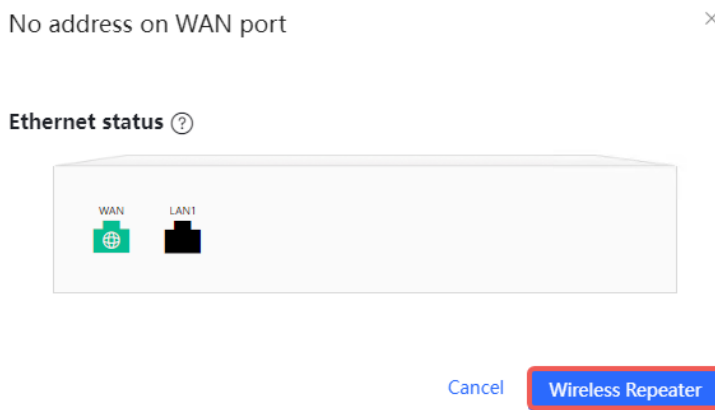 No address on WAN port
Ethernet status
WAN LAN1
Cancel Wireless Repeater